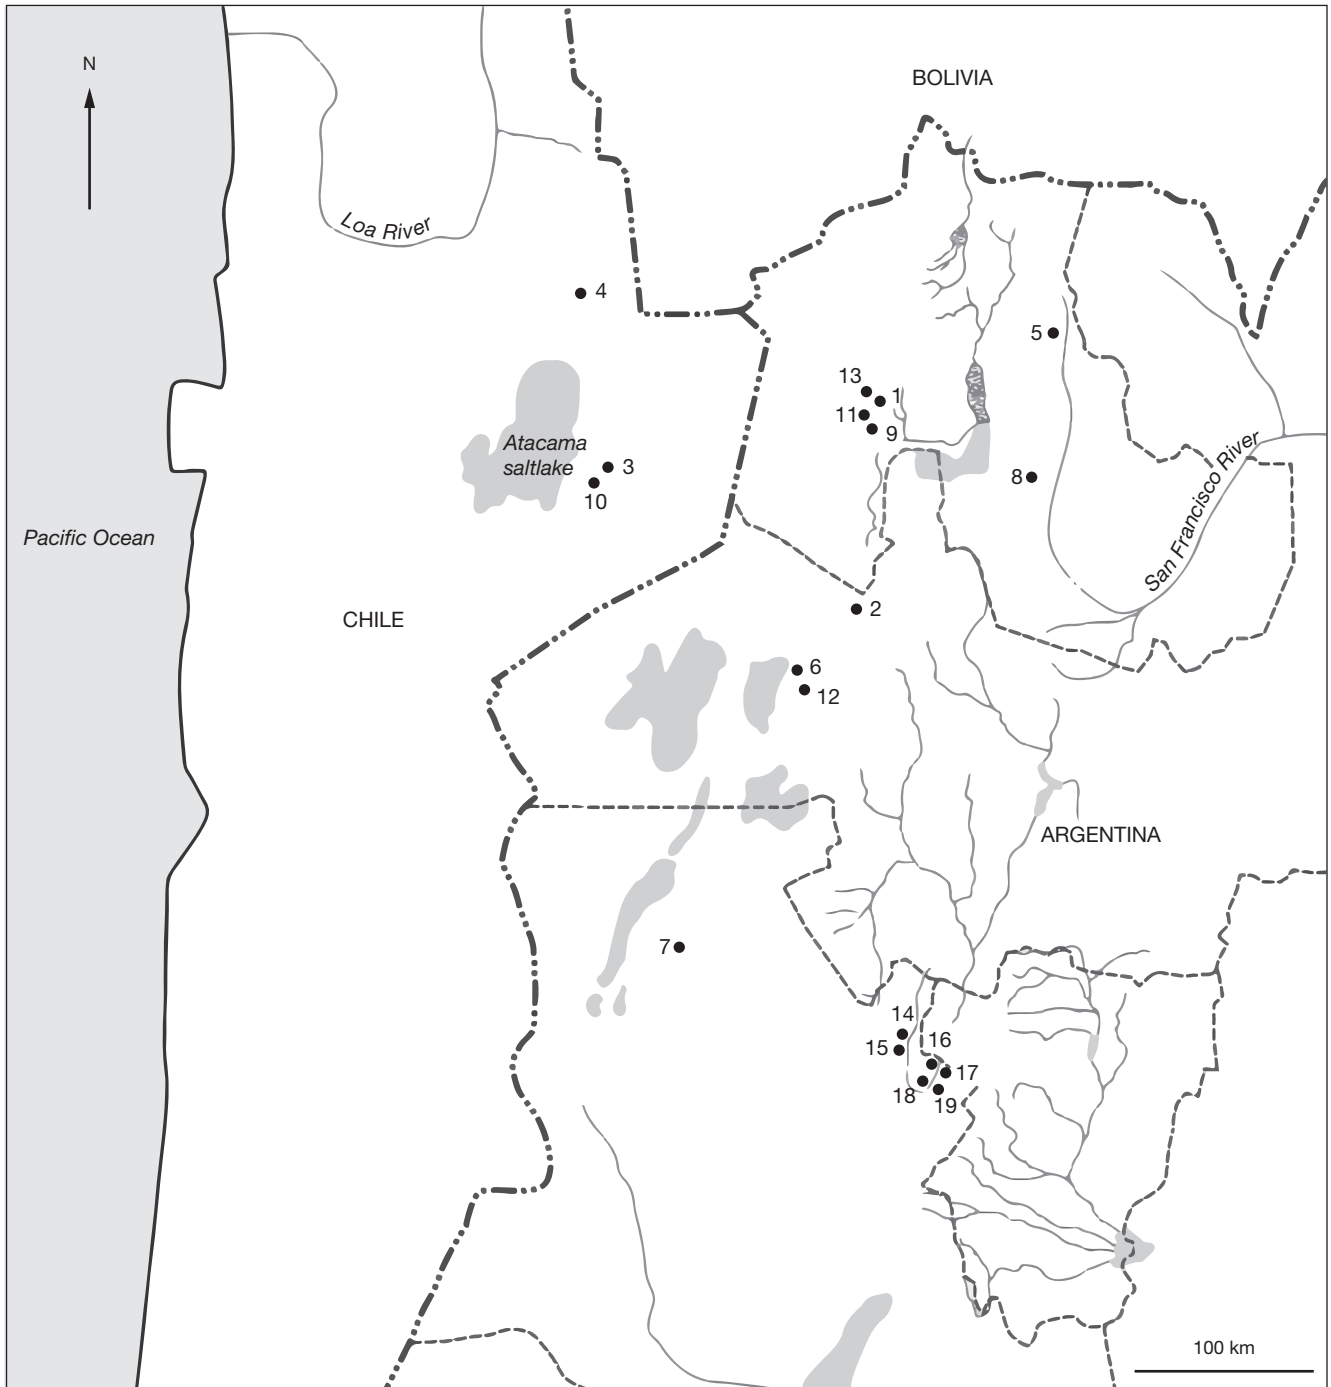 N
BOLIVIA
Loa River
4
5
13
1
11
9
Atacama
saltlake
3
10
8
San Francisco River
Pacific Ocean
2
CHILE
6
12
ARGENTINA
7
14
15
16
17
18
19
100 km